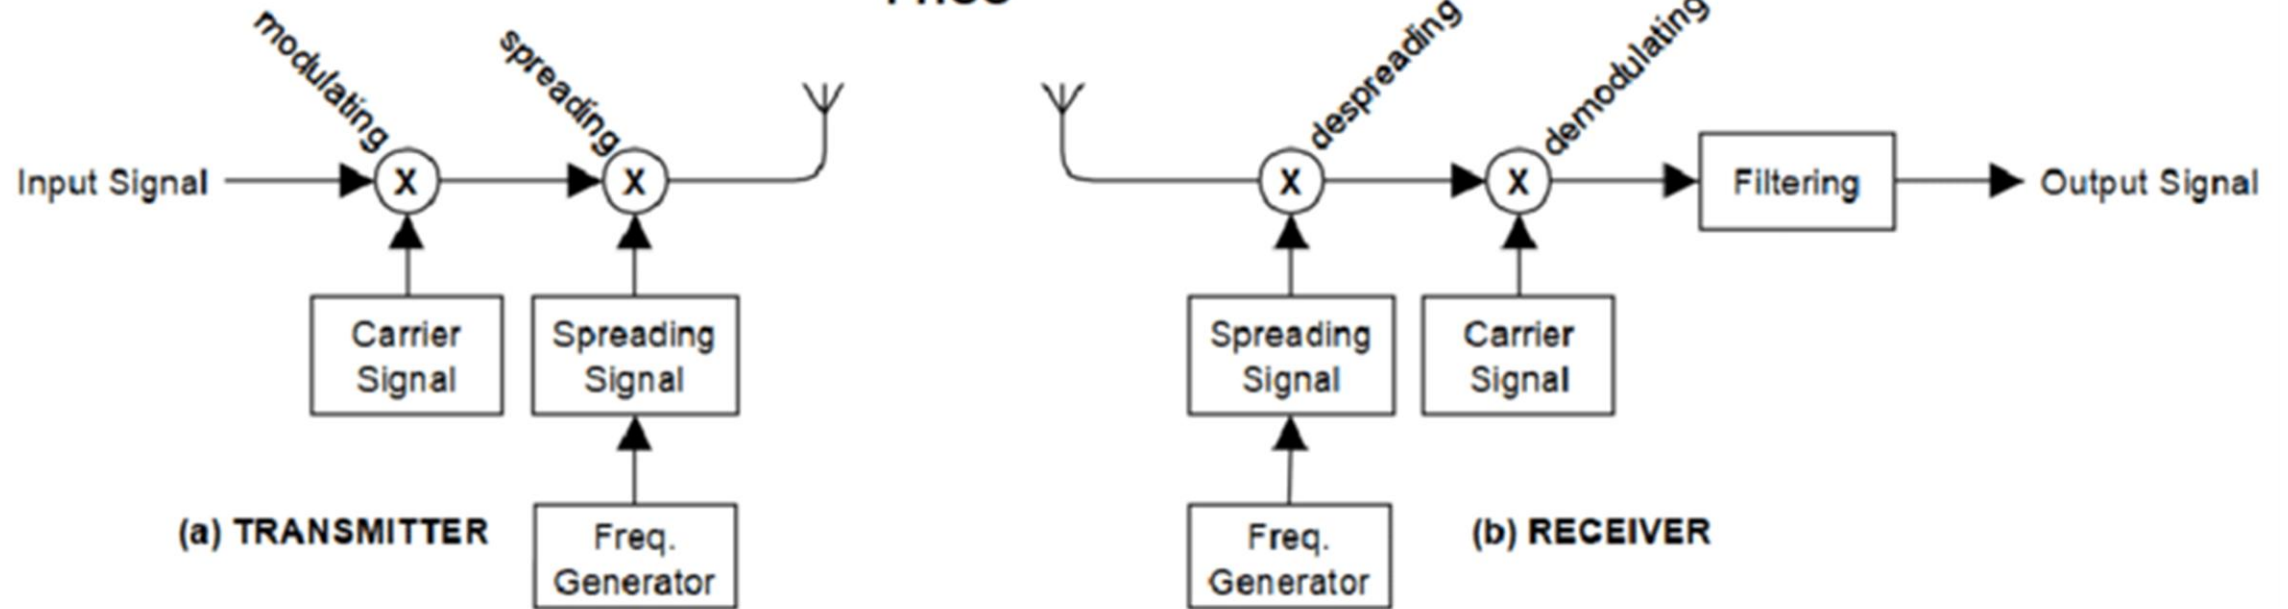 modulating
spreading
despreading
demodulating
Input Signal
X
X
X
X
Filtering
Output Signal
Carrier
Signal
Spreading
Signal
Spreading
Signal
Carrier
Signal
(a) TRANSMITTER
Freq.
Generator
Freq.
Generator
(b) RECEIVER